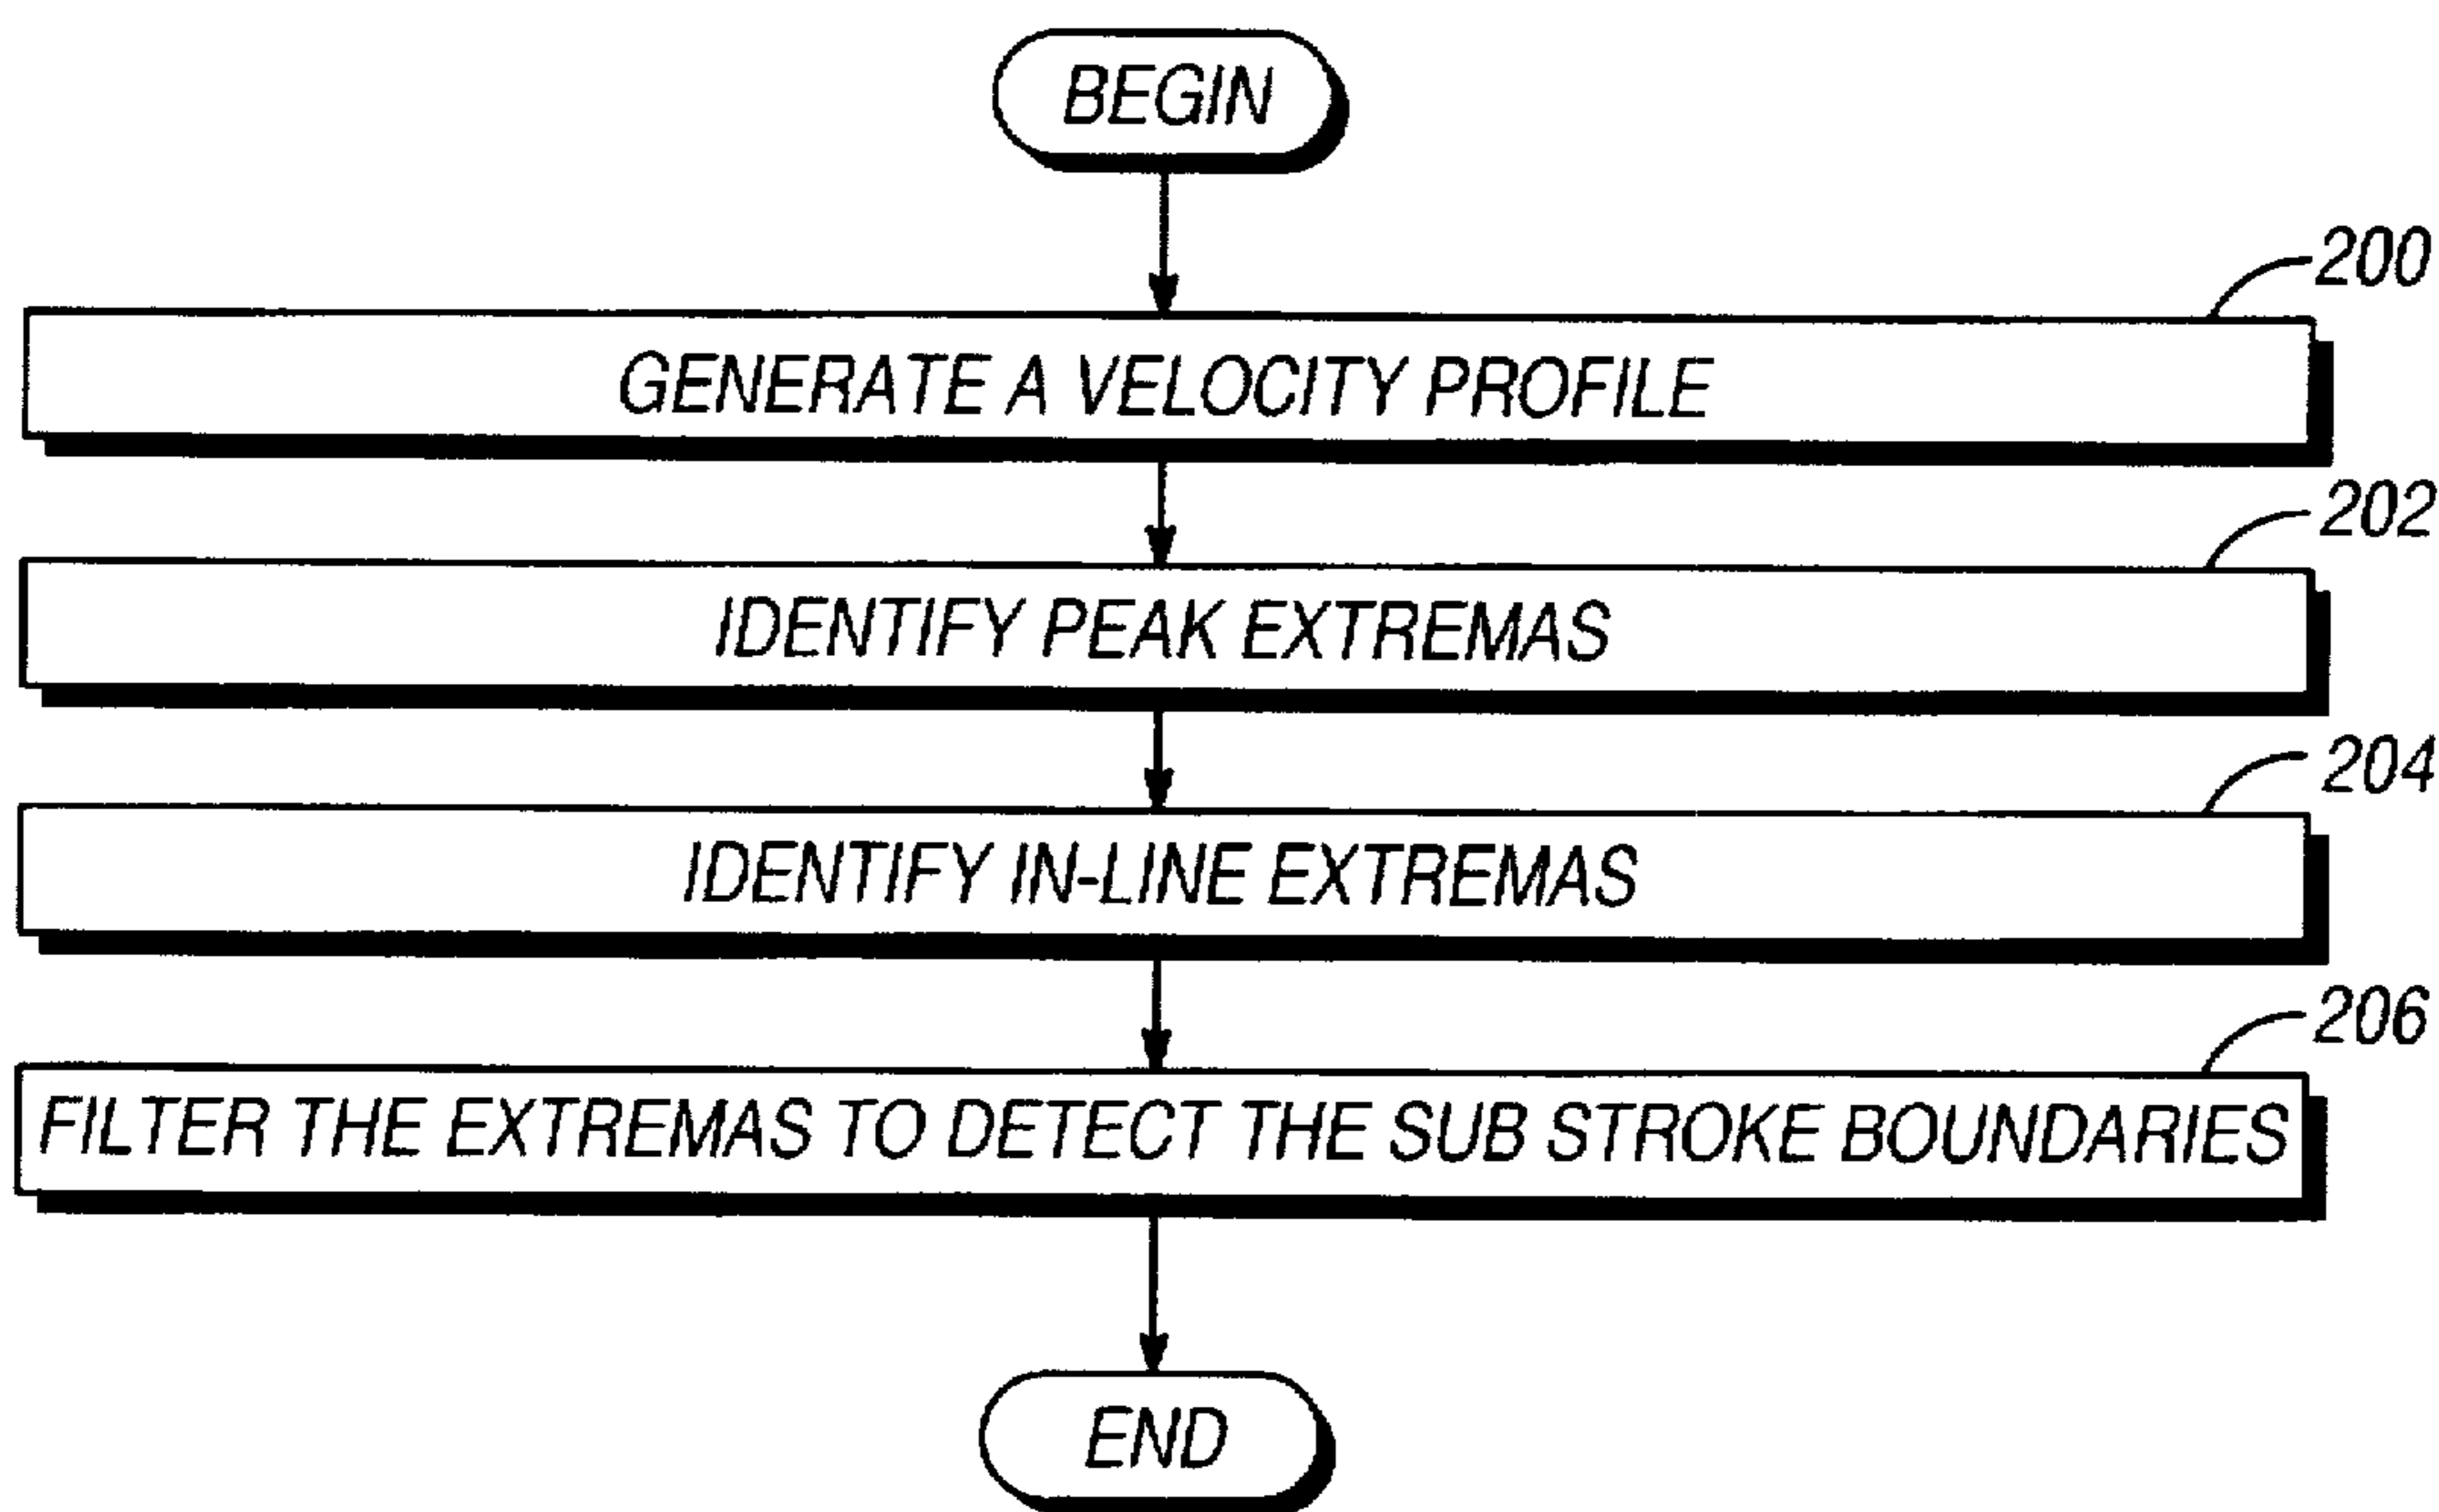 BEGIN
200
GENERATE A VELOCITY PROFILE
202
IDENTIFY PEAK EXTREMAS
204
IDENTIFY IN-LINE EXTREMAS
206
FILTER THE EXTREMAS TO DETECT THE SUB STROKE BOUNDARIES
END